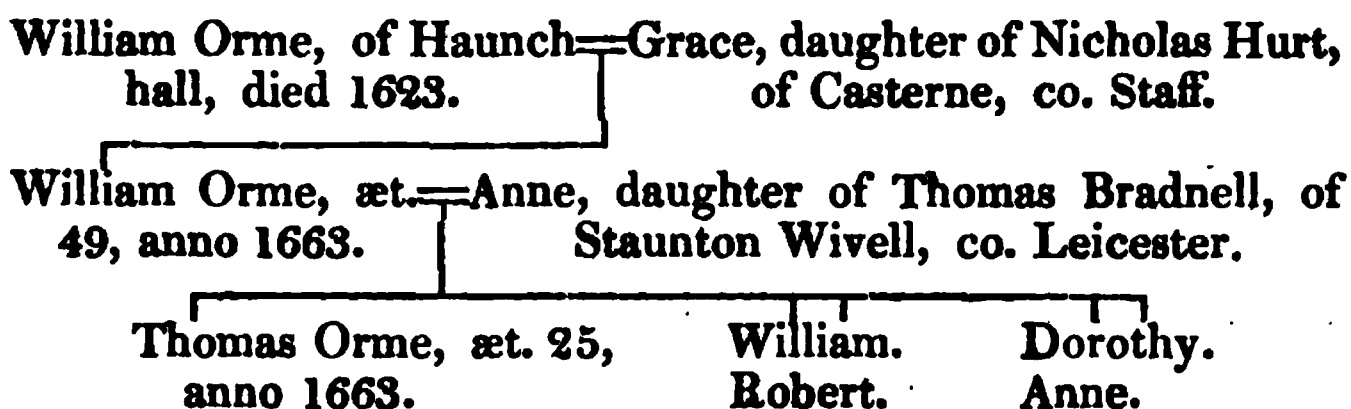 William Orme, of Haunch=Grace, daughter of Nicholas Hurt,
hall, died 1623. of Casterne, co. Staff.
William Orme, æt.=Anne, daughter of Thomas Bradnell, of
49, anno 1663. Staunton Wivell, co. Leicester.
Thomas Orme, æt. 25, William. Dorothy.
anno 1663. Robert. Anne.